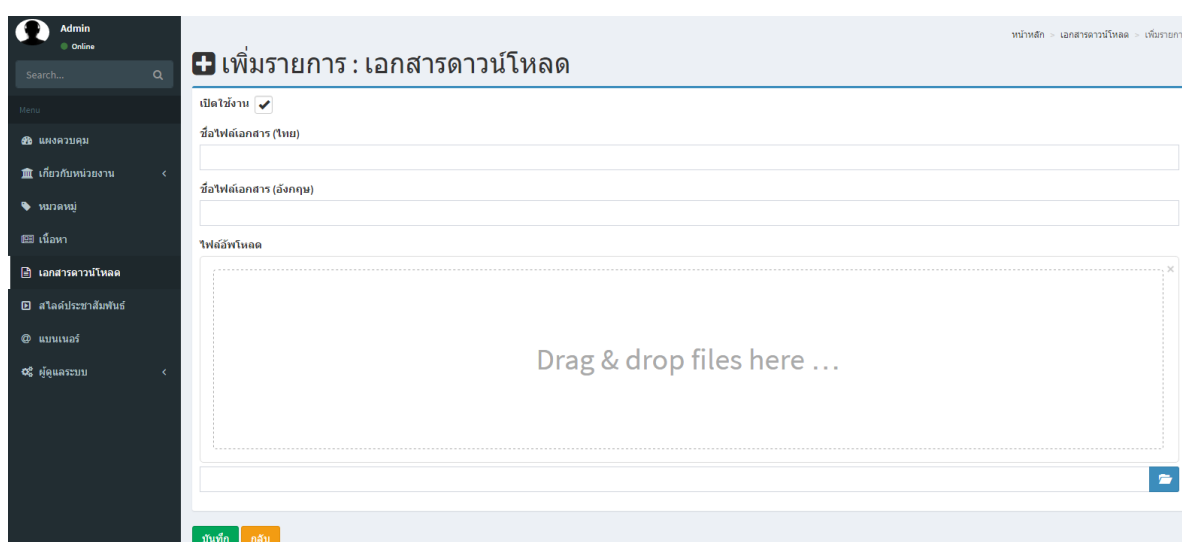 Admin
Online
Search...
Menu
แผงควบคุม
เกี่ยวกับหน่วยงาน
หมวดหมู่
เนื้อหา
เอกสารดาวน์โหลด
สไลด์ประชาสัมพันธ์
แบนเนอร์
ผู้ดูแลระบบ
หน้าหลัก > เอกสารดาวน์โหลด > เพิ่มรายกา
เพิ่มรายการ : เอกสารดาวน์โหลด
เปิดใช้งาน
ชื่อไฟล์เอกสาร (ไทย)
ชื่อไฟล์เอกสาร (อังกฤษ)
ไฟล์อัพโหลด
×
Drag & drop files here …
บันทึก กลับ